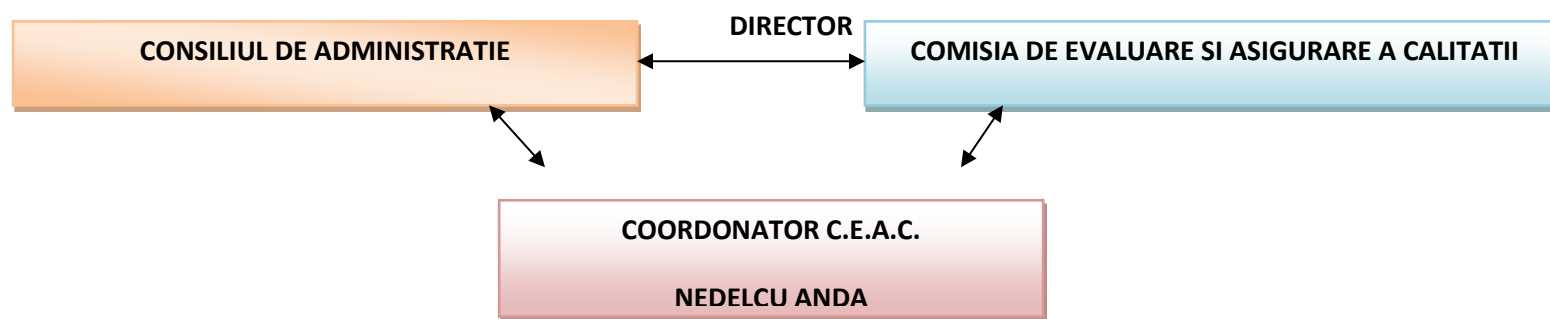 DIRECTOR
CONSILIUL DE ADMINISTRATIE
COMISIA DE EVALUARE SI ASIGURARE A CALITATII
COORDONATOR C.E.A.C.
NEDELCU ANDA